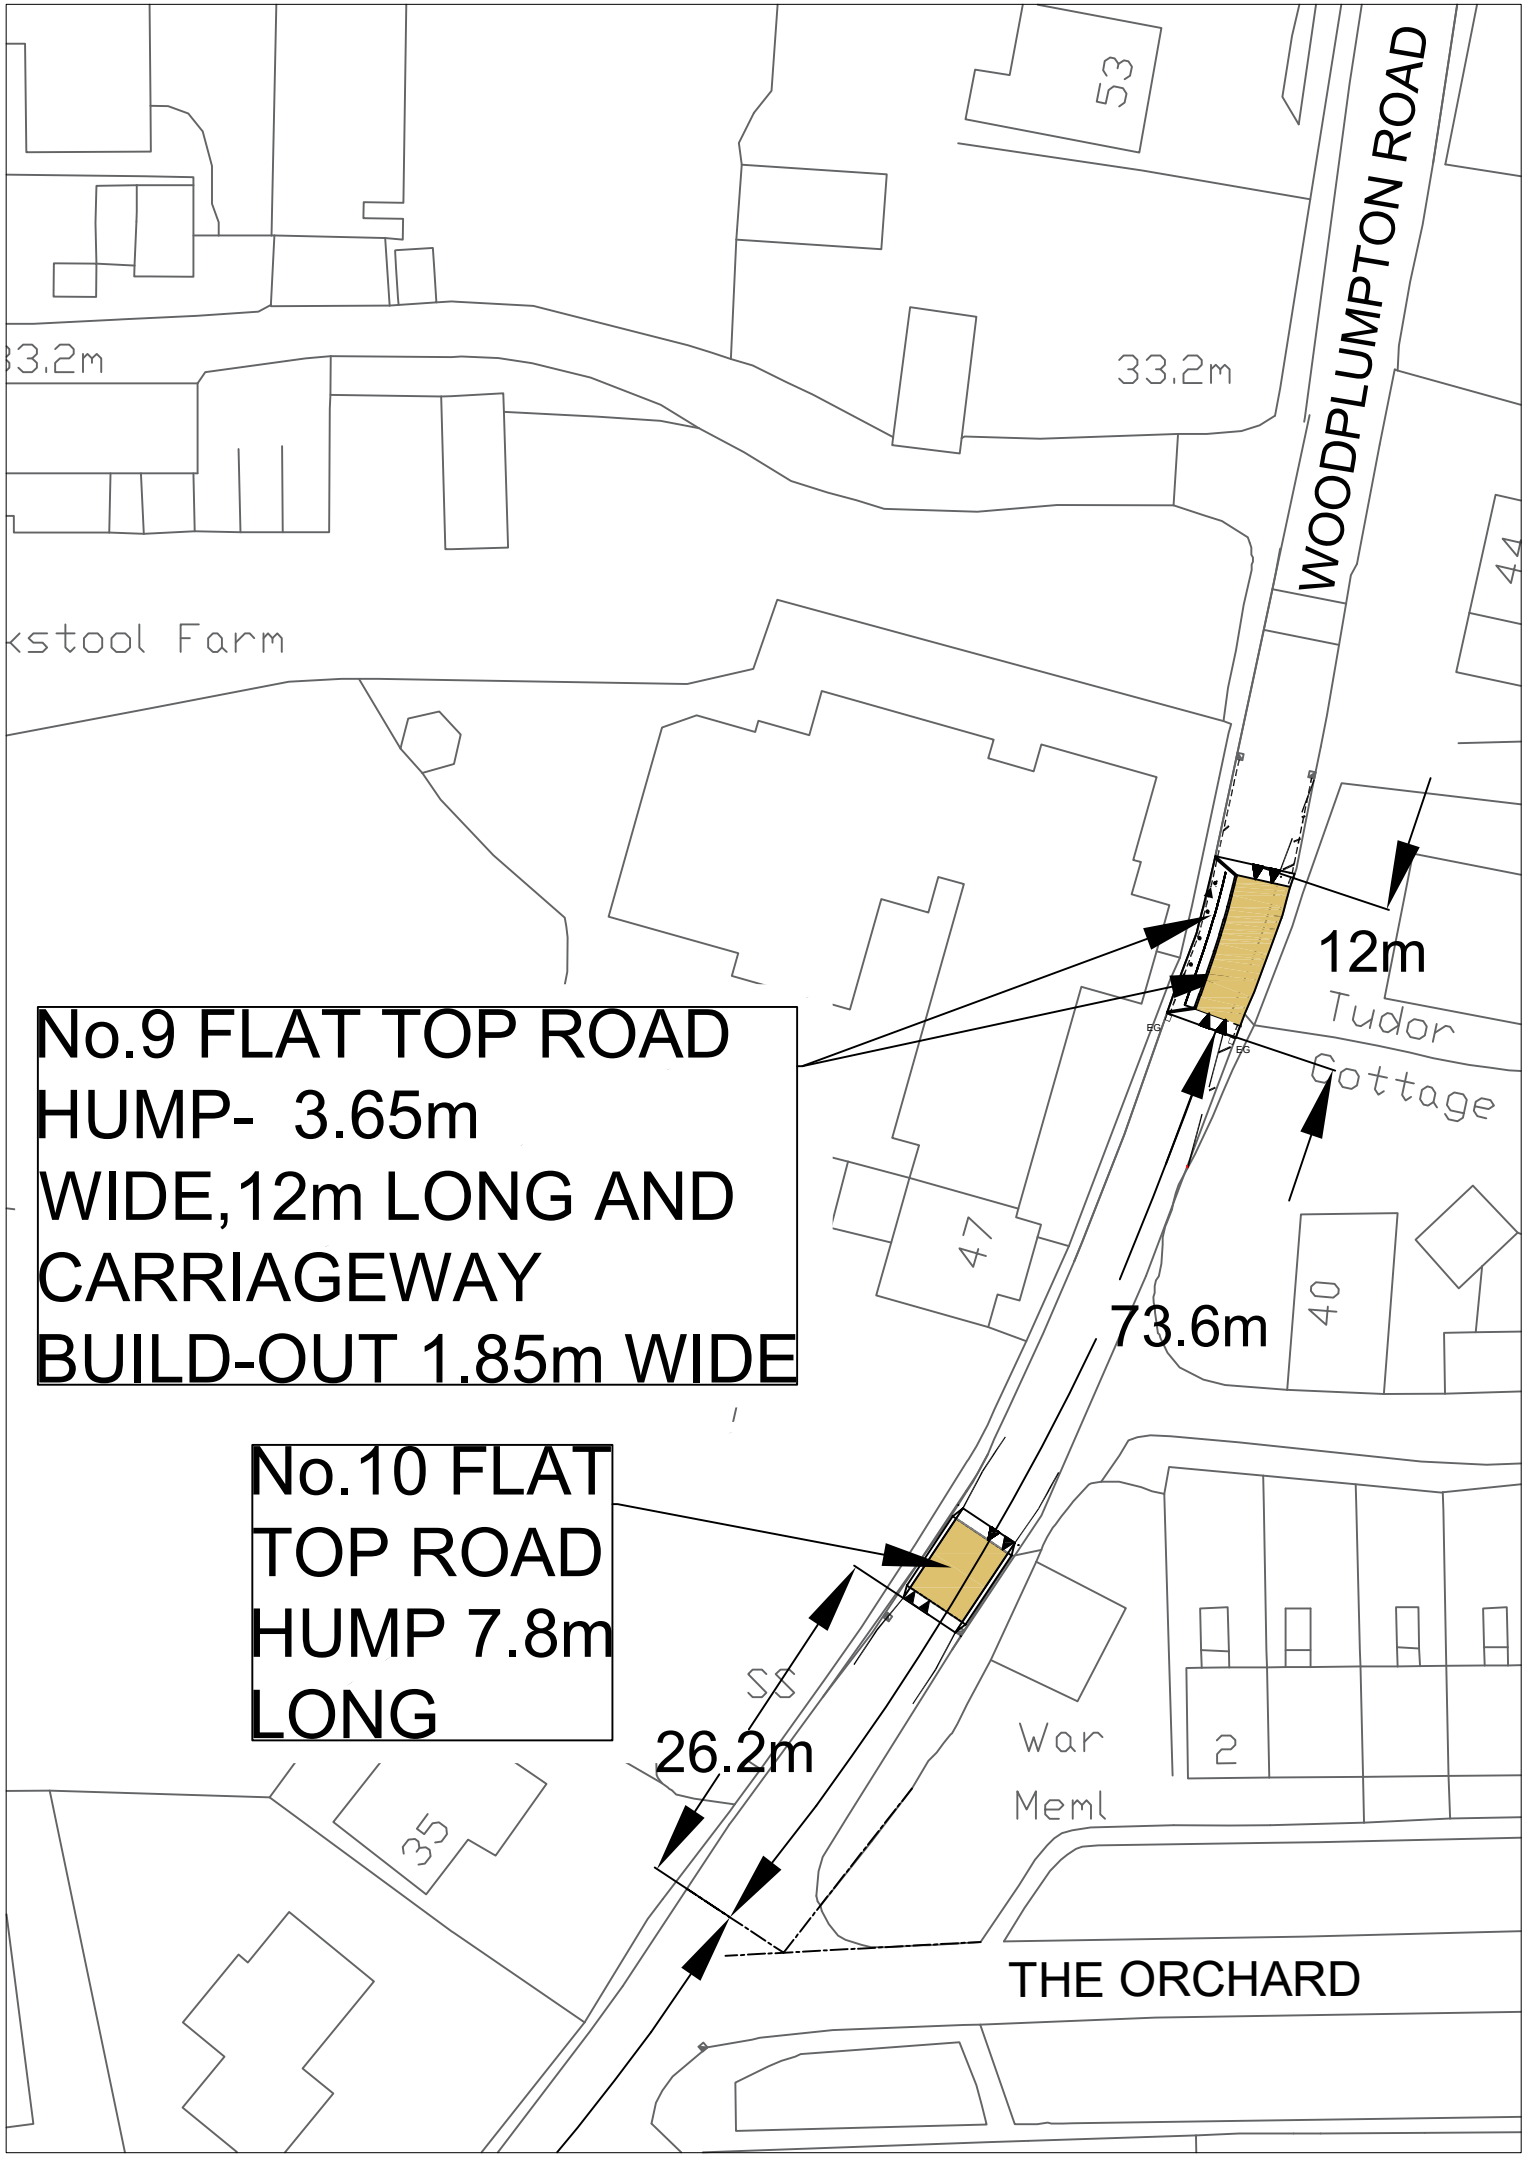 53
WOODPLUMPTON ROAD
33.2m
33.2m
44
kstool Farm
12m
Tudor
Cottage
EG
EG
No.9 FLAT TOP ROAD
HUMP- 3.65m
WIDE,12m LONG AND
CARRIAGEWAY
BUILD-OUT 1.85m WIDE
47
40
73.6m
No.10 FLAT
TOP ROAD
HUMP 7.8m
LONG
SS
26.2m
War
Meml
2
35
THE ORCHARD